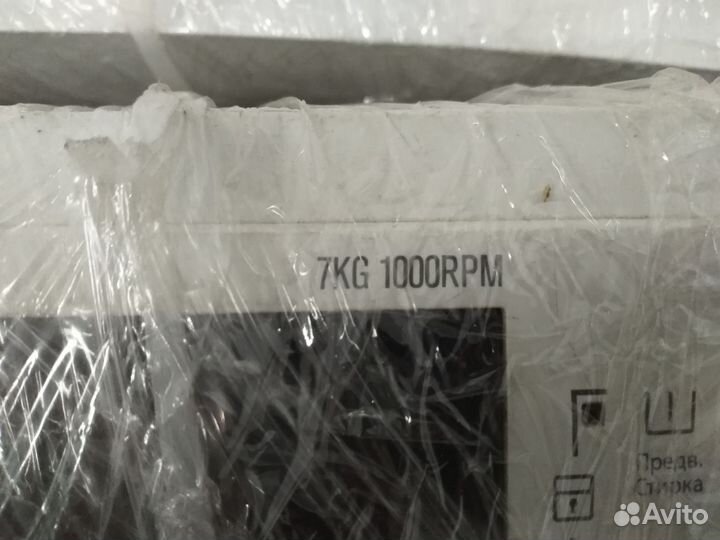 7KG 1000RPM
Предв.
Стирка
Avito